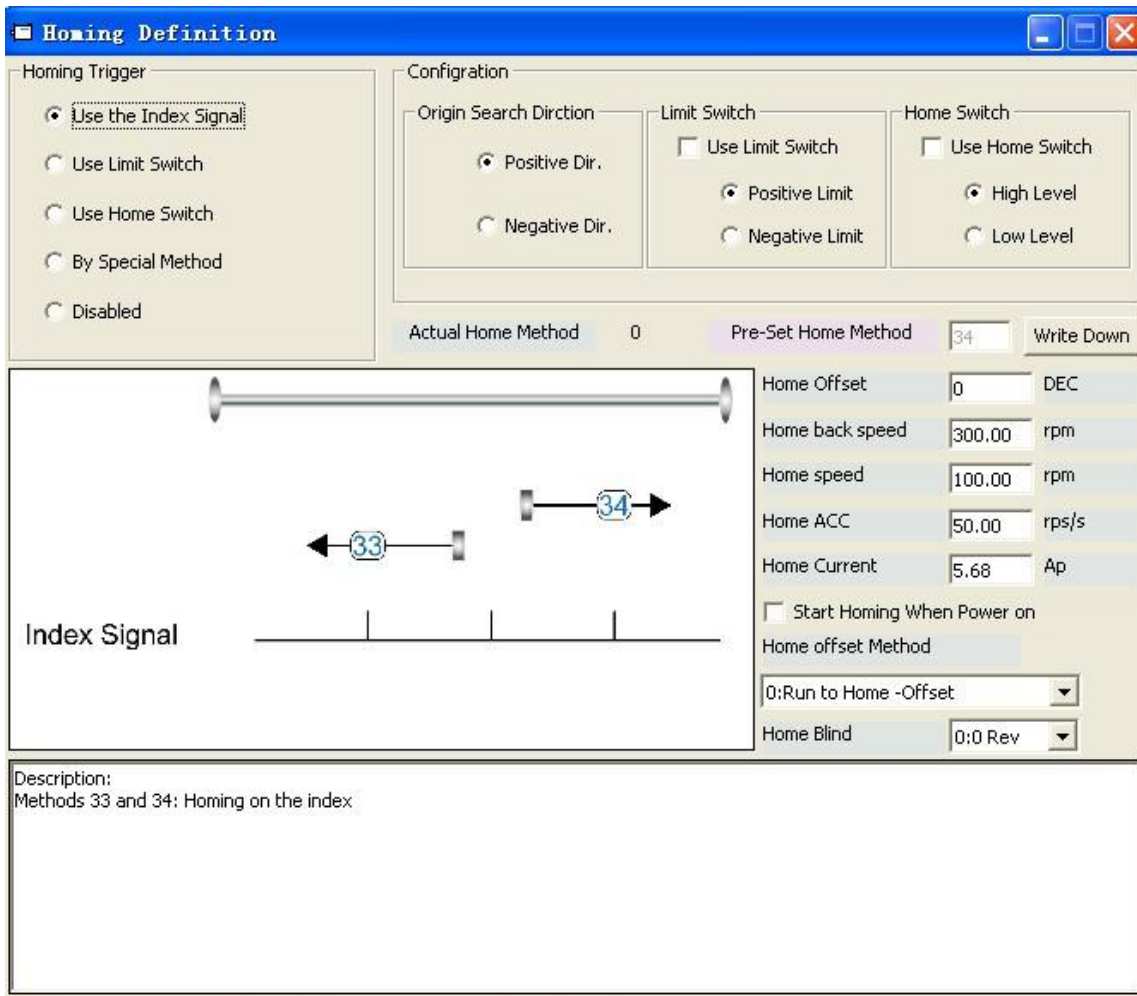 Homing Definition
Homing Trigger
Use the Index Signal
Use Limit Switch
Use Home Switch
By Special Method
Disabled
Configration
Origin Search Dirction
Positive Dir.
Negative Dir.
Limit Switch
Use Limit Switch
Positive Limit
Negative Limit
Home Switch
Use Home Switch
High Level
Low Level
Actual Home Method 0 Pre-Set Home Method 34 Write Down
34
33
Index Signal
Home Offset 0 DEC
Home back speed 300.00 rpm
Home speed 100.00 rpm
Home ACC 50.00 rps/s
Home Current 5.68 Ap
Start Homing When Power on
Home offset Method
0:Run to Home -Offset
Home Blind 0:0 Rev
Description:
Methods 33 and 34: Homing on the index